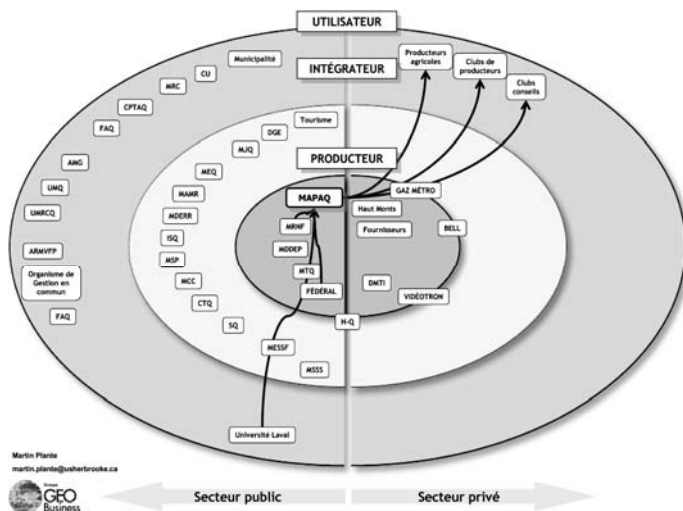 UTILISATEUR
INTÉGRATEUR
PRODUCTEUR
Municipalité
CU
MRC
CPTAQ
FAQ
AMG
UMQ
UMRCQ
ARMVFP
Organisme de
Gestion en
commun
FAQ
Université Laval
Tourisme
DGE
MJQ
MEQ
MAMR
MDERR
ISQ
MSP
MCC
CTQ
SQ
MESSF
MSSS
MAPAQ
MRNF
MDDEP
MTQ
FÉDÉRAL
H-Q
Producteurs
agricoles
Clubs
de producteurs
Clubs
conseils
GAZ MÉTRO
Haut Monts
Fournisseurs
BELL
DMTI
VIDÉOTRON
Martin Plante
martin.plante@usherbrooke.ca
Groupe
GEO
Business
Secteur public
Secteur privé